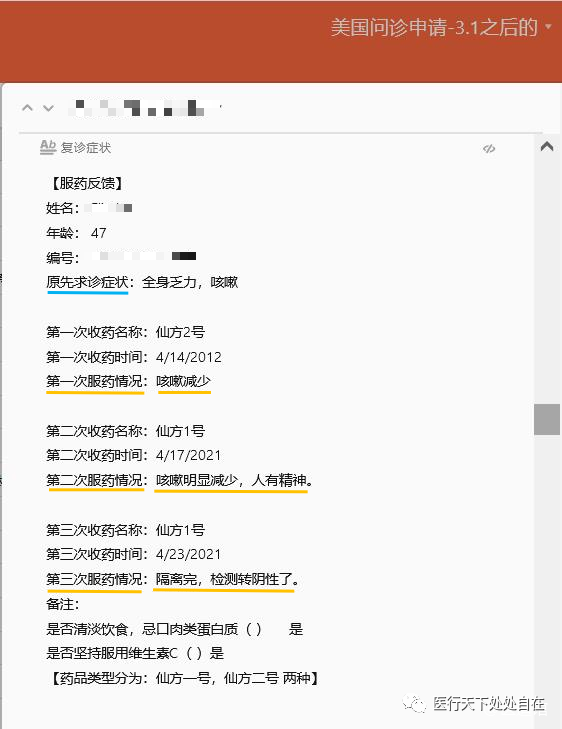 美国问诊申请-3.1之后的
Ab 复诊症状
【服药反馈】
姓名：
年龄： 47
编号：
原先求诊症状：全身乏力，咳嗽
第一次收药名称：仙方2号
第一次收药时间：4/14/2012
第一次服药情况：咳嗽减少
第二次收药名称：仙方1号
第二次收药时间：4/17/2021
第二次服药情况：咳嗽明显减少，人有精神。
第三次收药名称：仙方1号
第三次收药时间：4/23/2021
第三次服药情况：隔离完，检测转阴性了。
备注：
是否清淡饮食，忌口肉类蛋白质（ ） 是
是否坚持服用维生素C（ ）是
【药品类型分为：仙方一号，仙方二号 两种】
医行天下处处自在